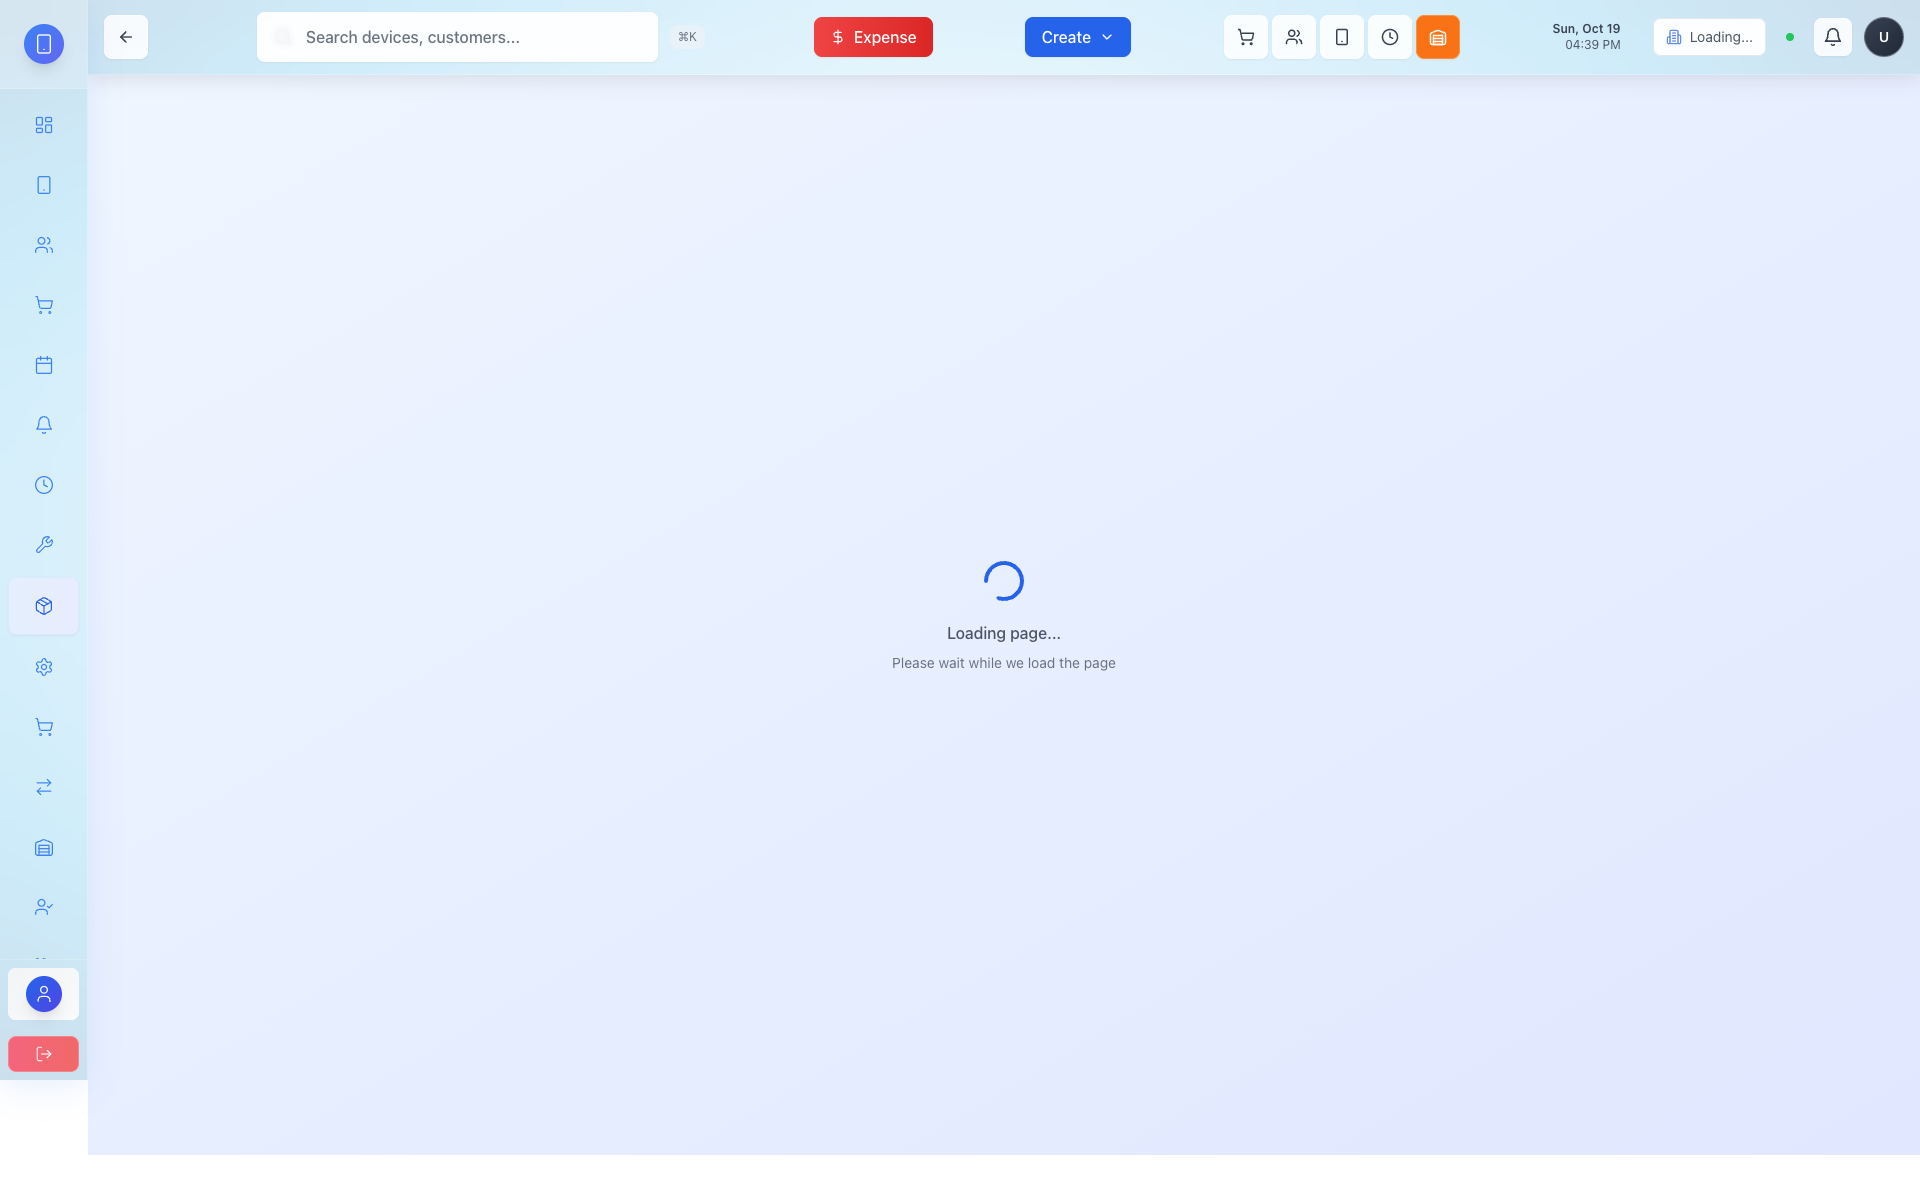 Search devices, customers...
⌘K
Expense
Create
Sun, Oct 19
04:39 PM
Loading...
U
Loading page...
Please wait while we load the page